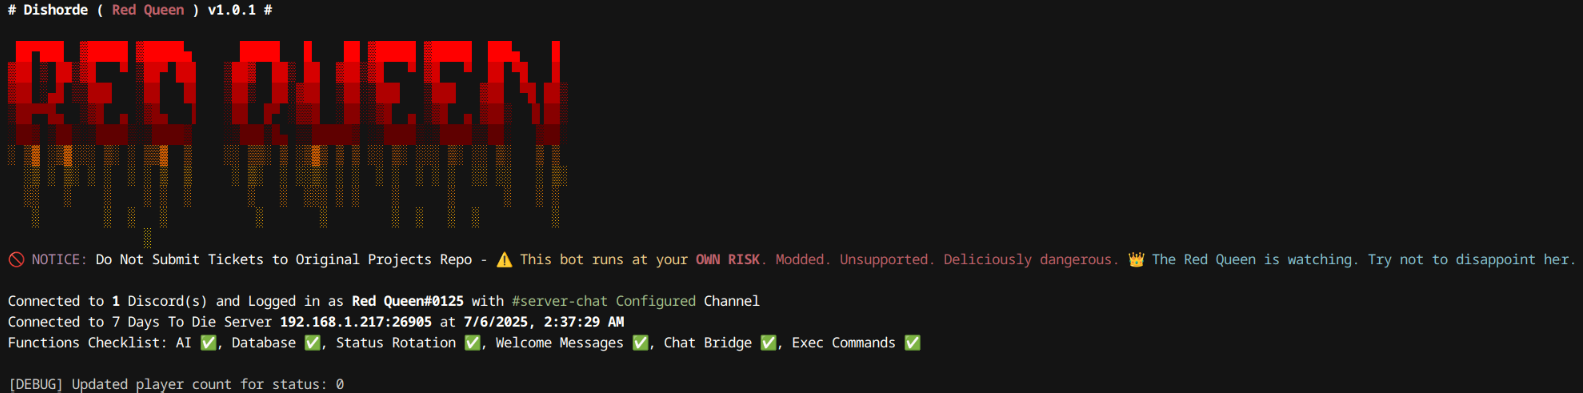 # Dishorde ( Red Queen ) v1.0.1 #
RED QUEEN
🚫 NOTICE: Do Not Submit Tickets to Original Projects Repo - ⚠️ This bot runs at your OWN RISK. Modded. Unsupported. Deliciously dangerous. 👑 The Red Queen is watching. Try not to disappoint her.
Connected to 1 Discord(s) and Logged in as Red Queen#0125 with #server-chat Configured Channel
Connected to 7 Days To Die Server 192.168.1.217:26905 at 7/6/2025, 2:37:29 AM
Functions Checklist: AI ✅, Database ✅, Status Rotation ✅, Welcome Messages ✅, Chat Bridge ✅, Exec Commands ✅
[DEBUG] Updated player count for status: 0